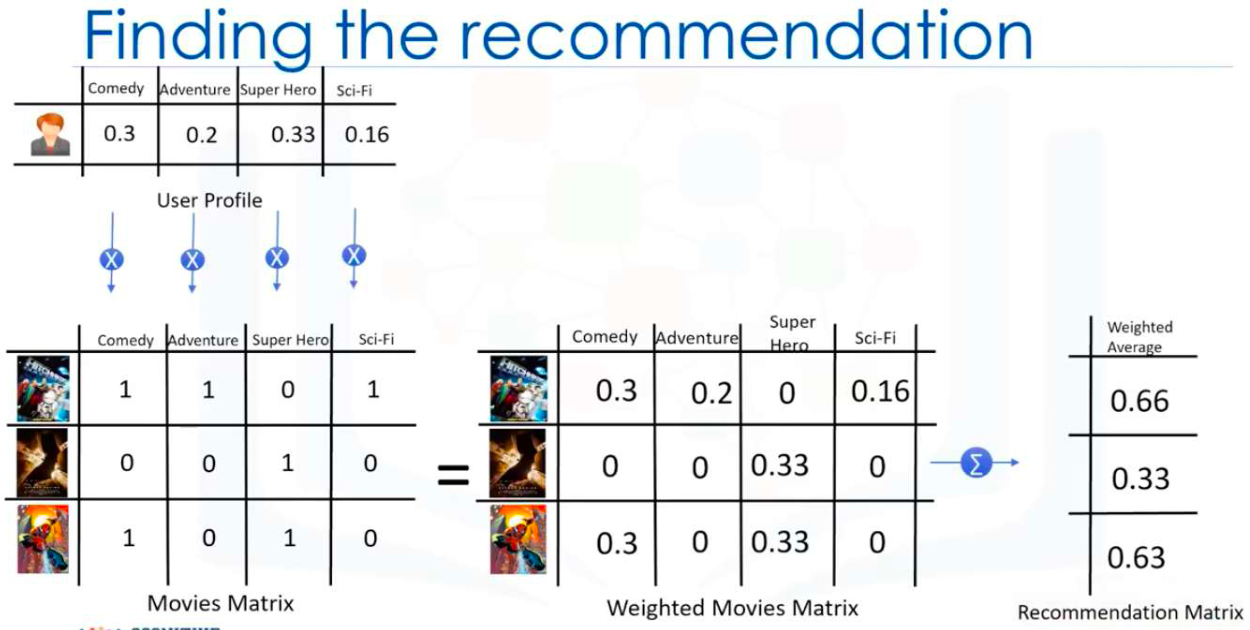 Finding the recommendation
Comedy Adventure Super Hero Sci-Fi
0.3 0.2 0.33 0.16
User Profile
X X X X
Comedy Adventure Super Hero Sci-Fi
1 1 0 1
0 0 1 0
1 0 1 0
Movies Matrix
=
Comedy Adventure Super Hero Sci-Fi
0.3 0.2 0 0.16
0 0 0.33 0
0.3 0 0.33 0
Weighted Movies Matrix
Σ
Weighted
Average
0.66
0.33
0.63
Recommendation Matrix